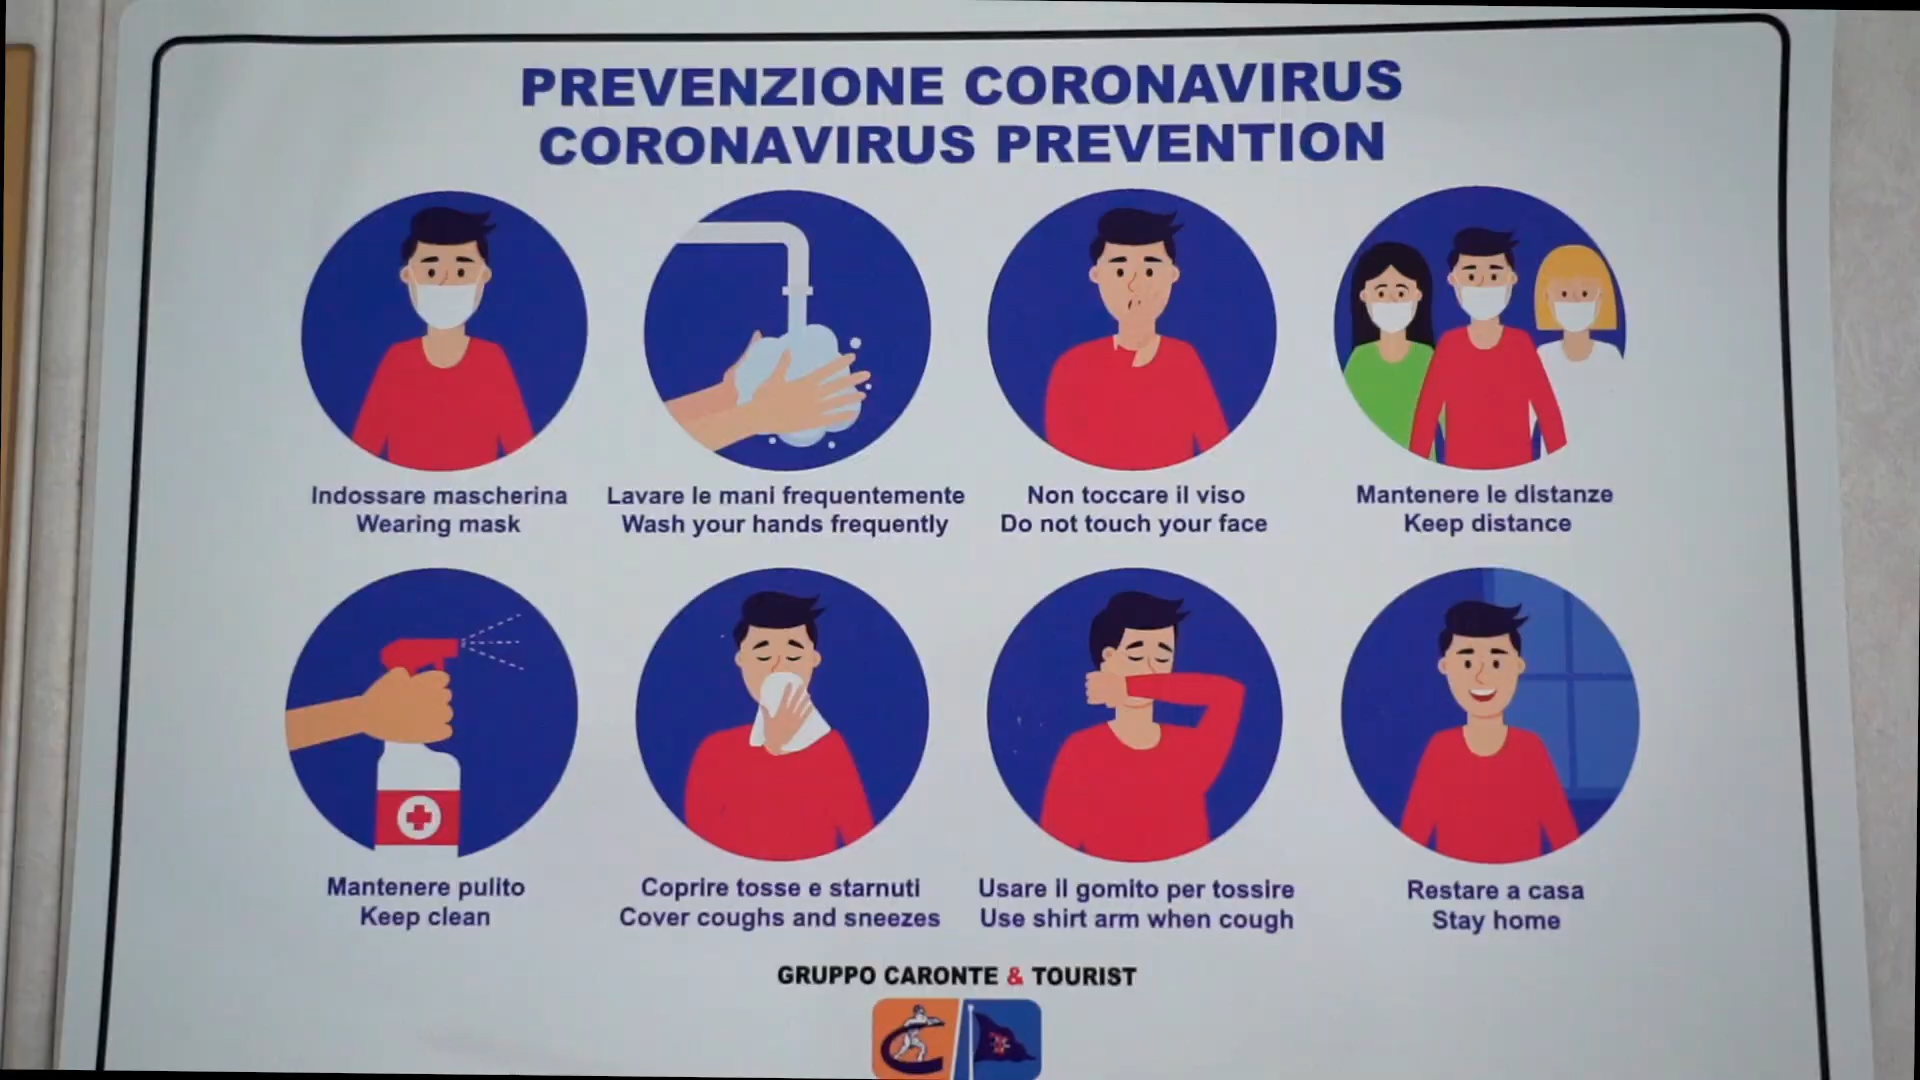 PREVENZIONE CORONAVIRUS
CORONAVIRUS PREVENTION
Indossare mascherina
Wearing mask
Lavare le mani frequentemente
Wash your hands frequently
Non toccare il viso
Do not touch your face
Mantenere le distanze
Keep distance
Mantenere pulito
Keep clean
Coprire tosse e starnuti
Cover coughs and sneezes
Usare il gomito per tossire
Use shirt arm when cough
Restare a casa
Stay home
GRUPPO CARONTE & TOURIST